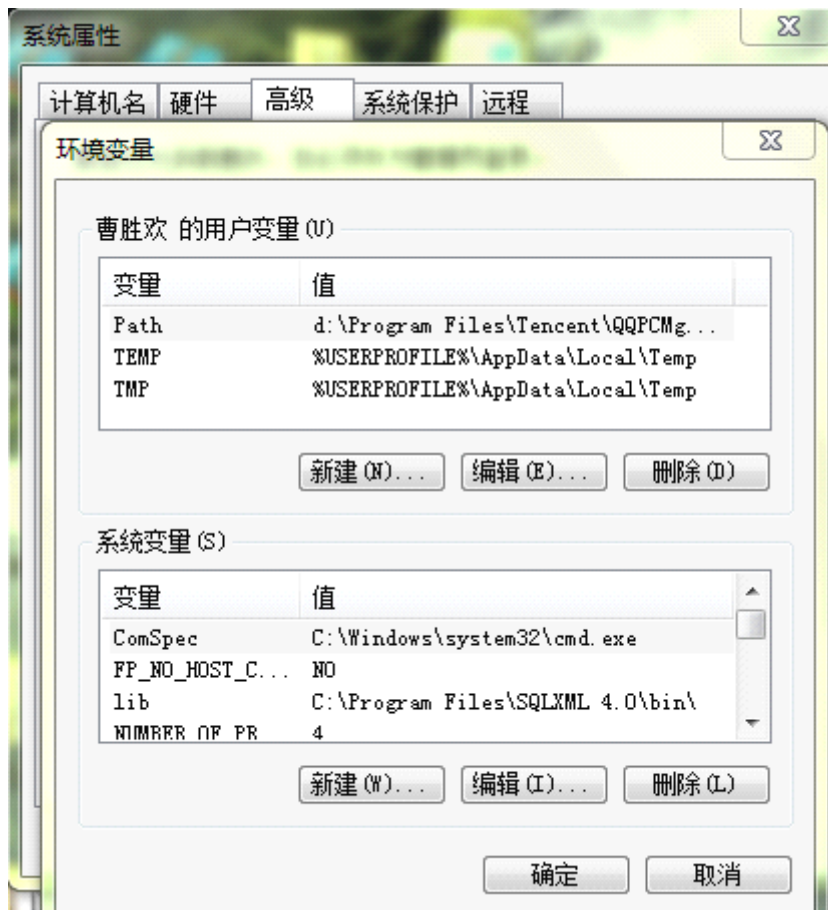 系统属性
计算机名 硬件 高级 系统保护 远程
环境变量
曹胜欢 的用户变量(U)
变量 值
Path d:\Program Files\Tencent\QQPCMg...
TEMP %USERPROFILE%\AppData\Local\Temp
TMP %USERPROFILE%\AppData\Local\Temp
新建(N)... 编辑(E)... 删除(D)
系统变量(S)
变量 值
ComSpec C:\Windows\system32\cmd.exe
FP_NO_HOST_C... NO
lib C:\Program Files\SQLXML 4.0\bin\
NUMBER_OF_PR 4
新建(W)... 编辑(I)... 删除(L)
确定 取消